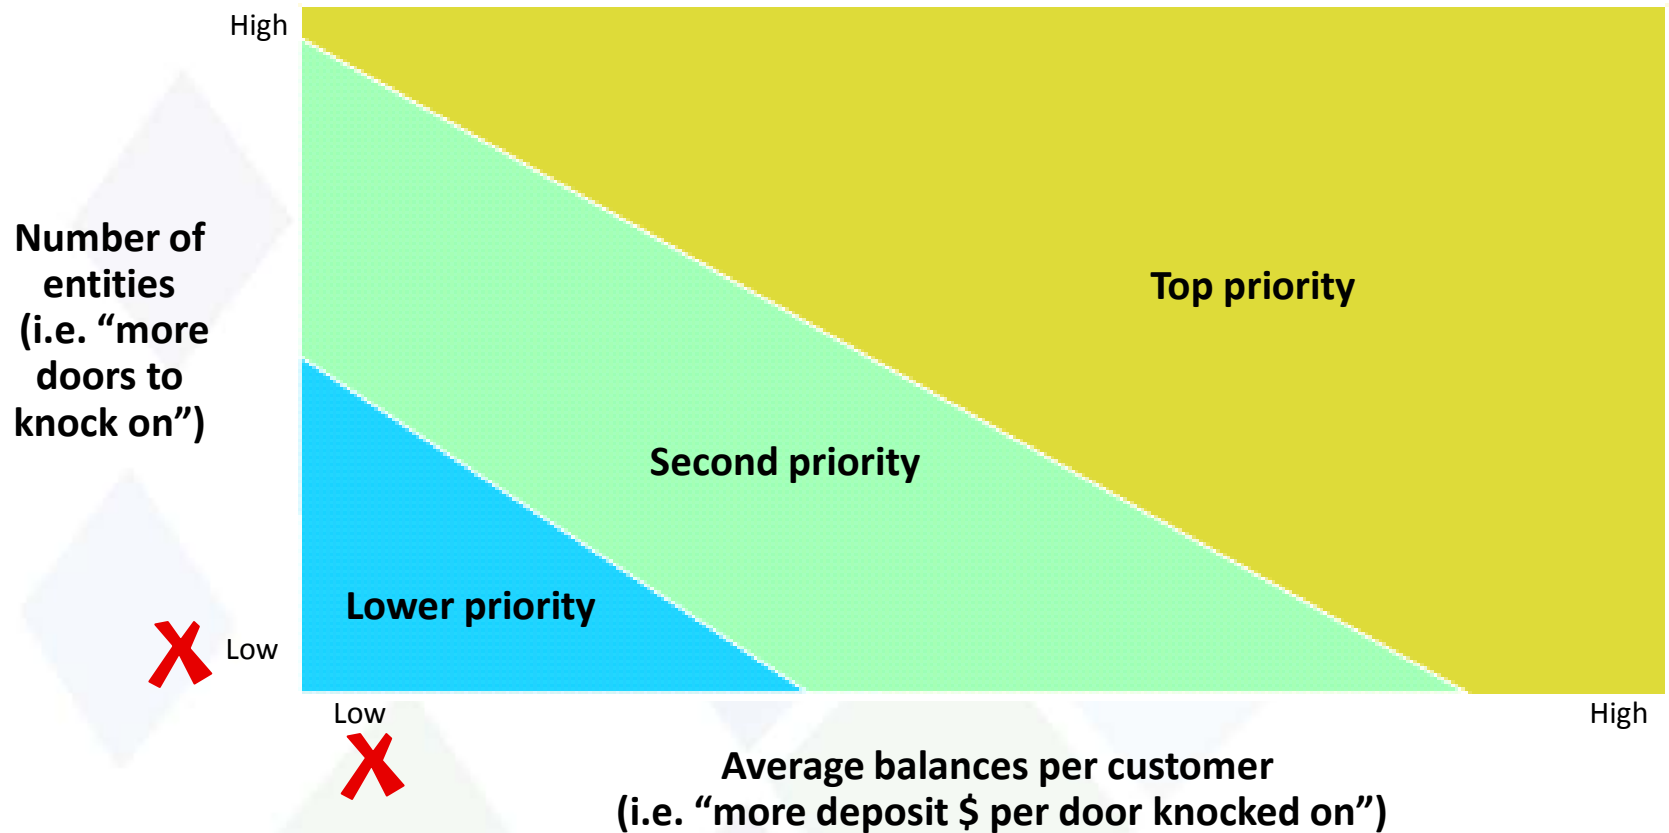 High
Number of
entities
(i.e. “more
doors to
knock on”)
Top priority
Second priority
Lower priority
Low
Low
High
Average balances per customer
(i.e. “more deposit $ per door knocked on”)